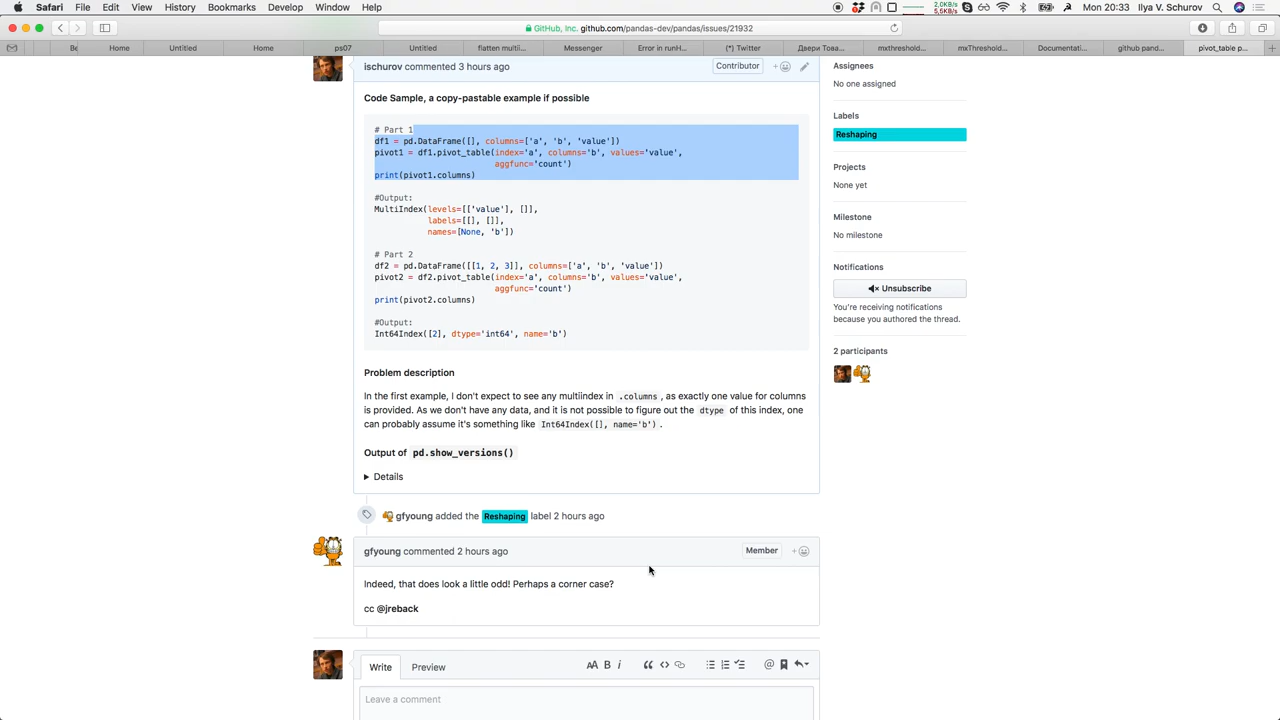 Safari File Edit View History Bookmarks Develop Window Help 2,0KB/s 5,5KB/s Mon 20:33 Ilya V. Schurov
GitHub, Inc. github.com/pandas-dev/pandas/issues/21932
Be Home Untitled Home ps07 Untitled flatten multi... Messenger Error in runH... (*) Twitter Двери Това... mxthreshold... mxThreshold... Documentati... github pand... pivot_table p...
ischurov commented 3 hours ago Contributor
Code Sample, a copy-pastable example if possible
# Part 1
df1 = pd.DataFrame([], columns=['a', 'b', 'value'])
pivot1 = df1.pivot_table(index='a', columns='b', values='value',
aggfunc='count')
print(pivot1.columns)
#Output:
MultiIndex(levels=[['value'], []],
labels=[[], []],
names=[None, 'b'])
# Part 2
df2 = pd.DataFrame([[1, 2, 3]], columns=['a', 'b', 'value'])
pivot2 = df2.pivot_table(index='a', columns='b', values='value',
aggfunc='count')
print(pivot2.columns)
#Output:
Int64Index([2], dtype='int64', name='b')
Problem description
In the first example, I don't expect to see any multiindex in .columns, as exactly one value for columns
is provided. As we don't have any data, and it is not possible to figure out the dtype of this index, one
can probably assume it's something like Int64Index([], name='b').
Output of pd.show_versions()
Details
gfyoung added the Reshaping label 2 hours ago
gfyoung commented 2 hours ago Member
Indeed, that does look a little odd! Perhaps a corner case?
cc @jreback
Write Preview AA B i
Leave a comment
Assignees
No one assigned
Labels
Reshaping
Projects
None yet
Milestone
No milestone
Notifications
Unsubscribe
You're receiving notifications
because you authored the thread.
2 participants